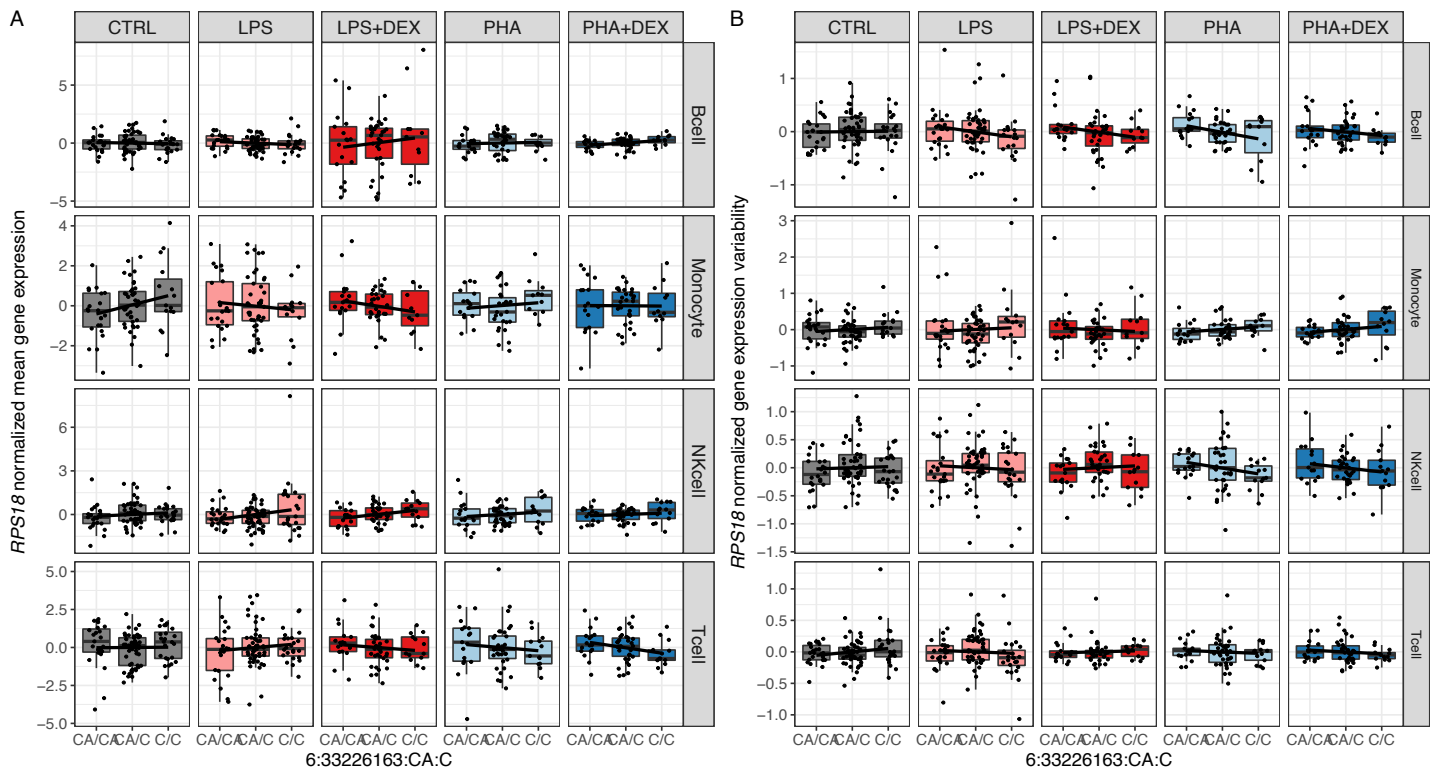 A
CTRL LPS LPS+DEX PHA PHA+DEX
RPS18 normalized mean gene expression
5
0
−5
Bcell
4
2
0
−2
Monocyte
6
3
0
NKcell
5.0
2.5
0.0
−2.5
−5.0
Tcell
CA/CA CA/C C/C CA/CA CA/C C/C CA/CA CA/C C/C CA/CA CA/C C/C CA/CA CA/C C/C
6:33226163:CA:C
B
CTRL LPS LPS+DEX PHA PHA+DEX
RPS18 normalized gene expression variability
1
0
−1
Bcell
3
2
1
0
−1
Monocyte
1.0
0.5
0.0
−0.5
−1.0
−1.5
NKcell
1.0
0.5
0.0
−0.5
−1.0
Tcell
CA/CA CA/C C/C CA/CA CA/C C/C CA/CA CA/C C/C CA/CA CA/C C/C CA/CA CA/C C/C
6:33226163:CA:C